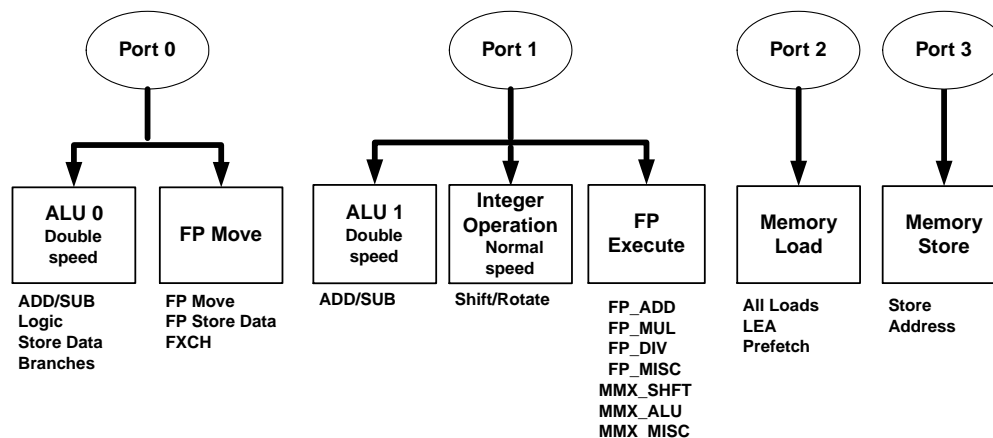 Port 0
Port 1
Port 2
Port 3
ALU 0
Double
speed
FP Move
ALU 1
Double
speed
Integer
Operation
Normal
speed
FP
Execute
Memory
Load
Memory
Store
ADD/SUB
Logic
Store Data
Branches
FP Move
FP Store Data
FXCH
ADD/SUB
Shift/Rotate
FP_ADD
FP_MUL
FP_DIV
FP_MISC
MMX_SHFT
MMX_ALU
MMX_MISC
All Loads
LEA
Prefetch
Store
Address